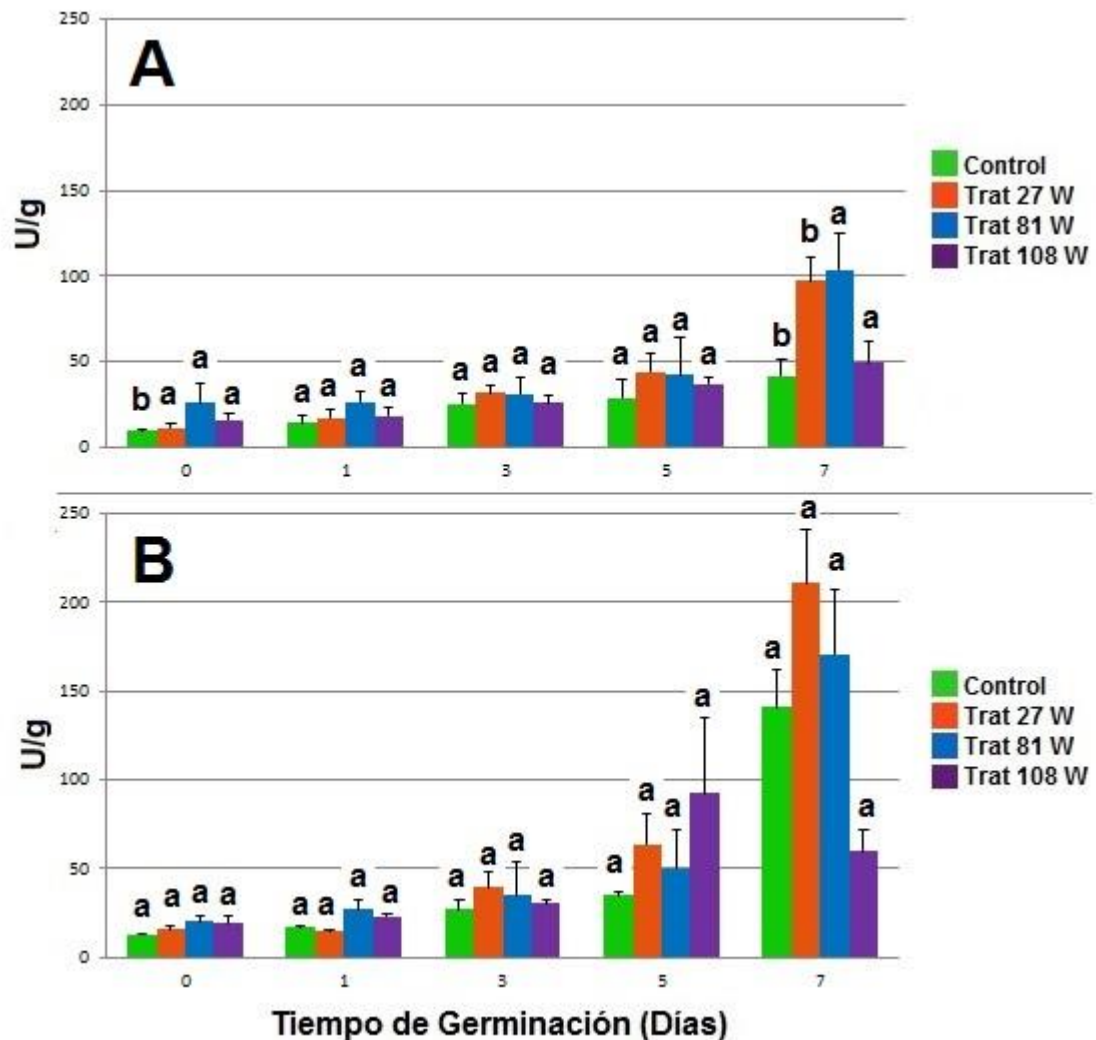 250
A
200
150
100
50
0
U/g
b a a a
a a a a
a a a a
a a a a
b b a a
0 1 3 5 7
Control
Trat 27 W
Trat 81 W
Trat 108 W
250
B
200
150
100
50
0
U/g
a a a a
a a a a
a a a a
a a a a
a a a a
0 1 3 5 7
Control
Trat 27 W
Trat 81 W
Trat 108 W
Tiempo de Germinación (Días)